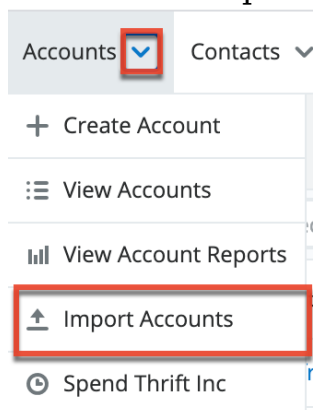 Accounts Contacts
Create Account
View Accounts
View Account Reports
Import Accounts
Spend Thrift Inc